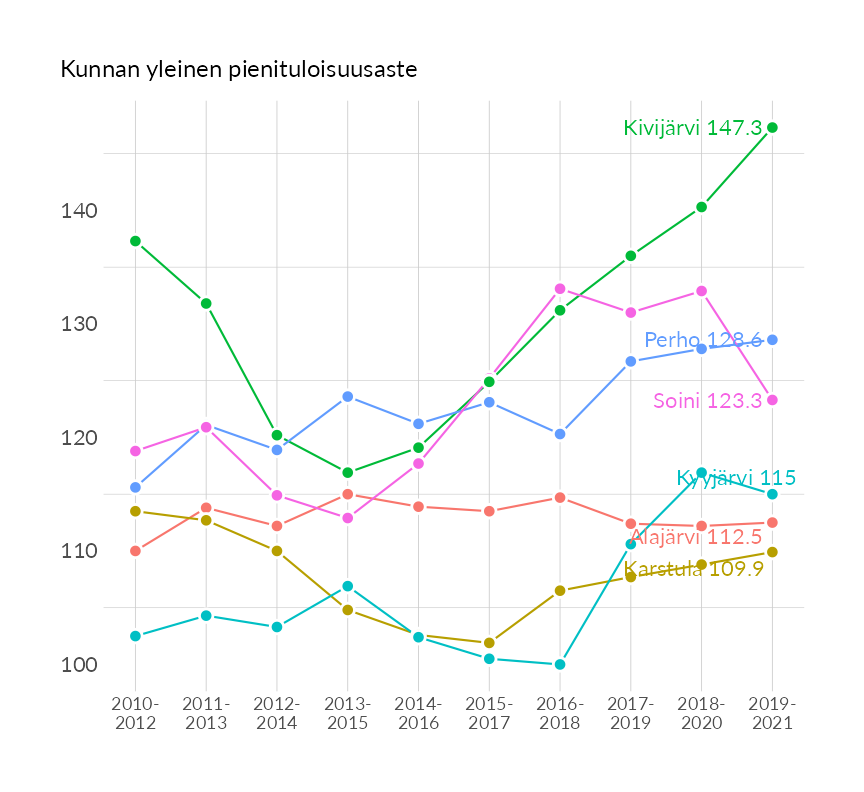 Kunnan yleinen pienituloisuusaste
Kivijärvi 147.3
140
130
Perho 128.6
Soini 123.3
120
Kyyjärvi 115
110
Alajärvi 112.5
Karstula 109.9
100
2010- 2011- 2012- 2013- 2014- 2015- 2016- 2017- 2018- 2019-
2012 2013 2014 2015 2016 2017 2018 2019 2020 2021